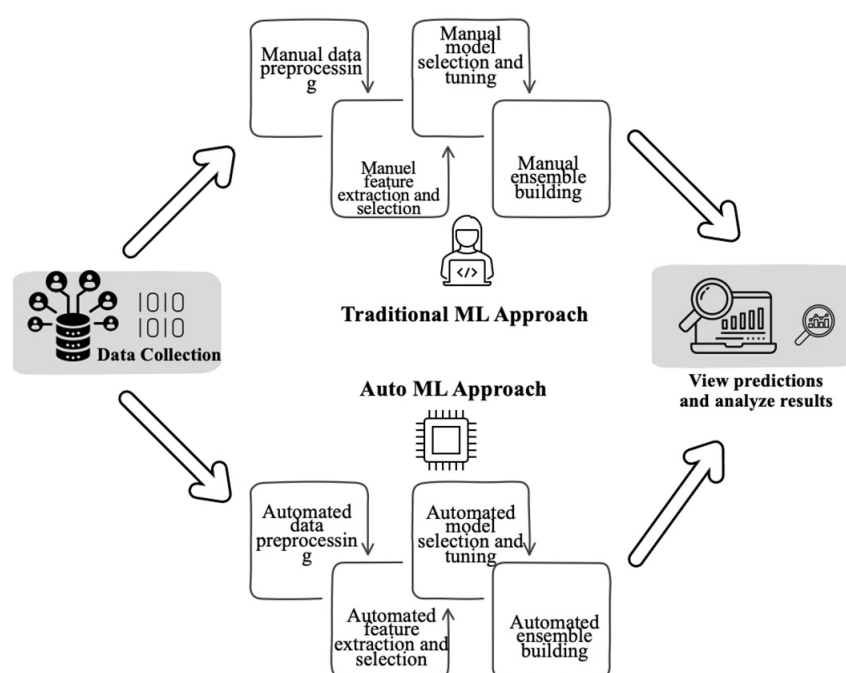 Manual data
preprocessin
g
Manuel
feature
extraction and
selection
Manual
model
selection and
tuning
Manual
ensemble
building
</>
Traditional ML Approach
1010
1010
Data Collection
View predictions
and analyze results
Auto ML Approach
Automated
data
preprocessin
g
Automated
feature
extraction and
selection
Automated
model
selection and
tuning
Automated
ensemble
building